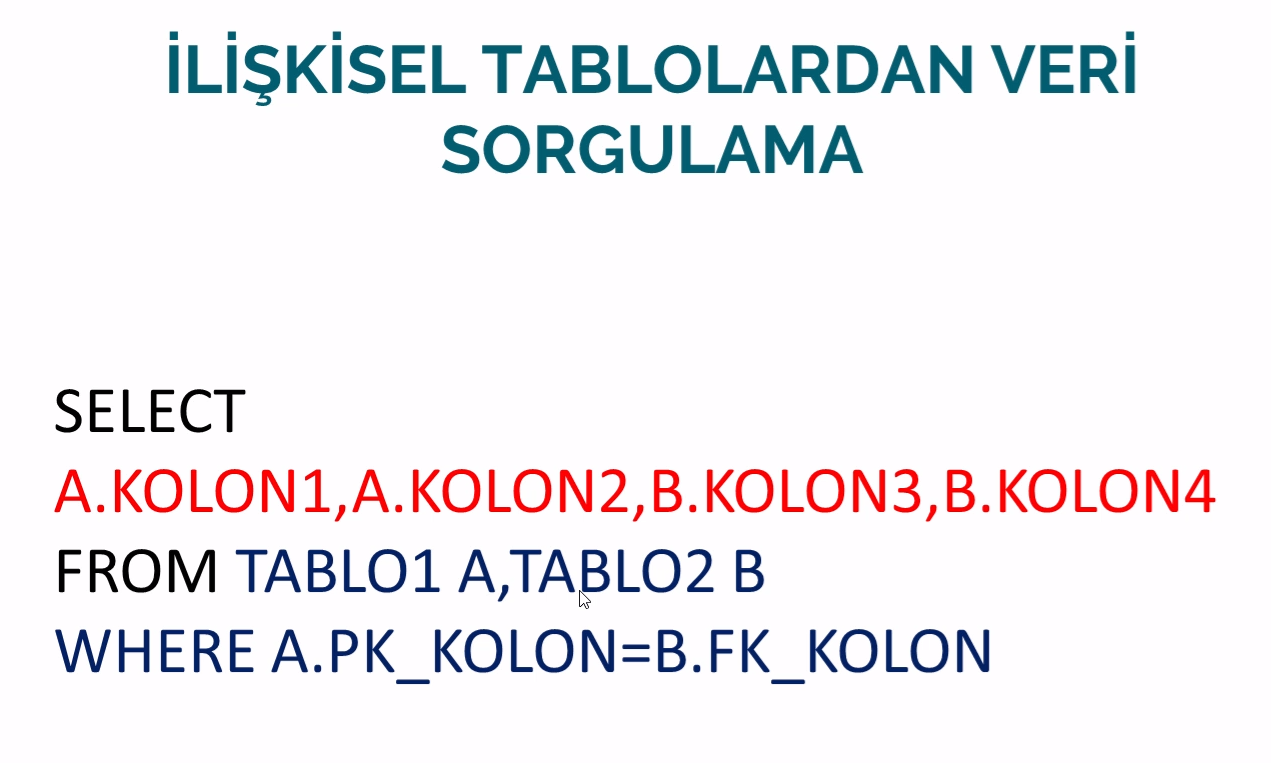 İLİŞKİSEL TABLOLARDAN VERİ
SORGULAMA
SELECT
A.KOLON1,A.KOLON2,B.KOLON3,B.KOLON4
FROM TABLO1 A,TABLO2 B
WHERE A.PK_KOLON=B.FK_KOLON